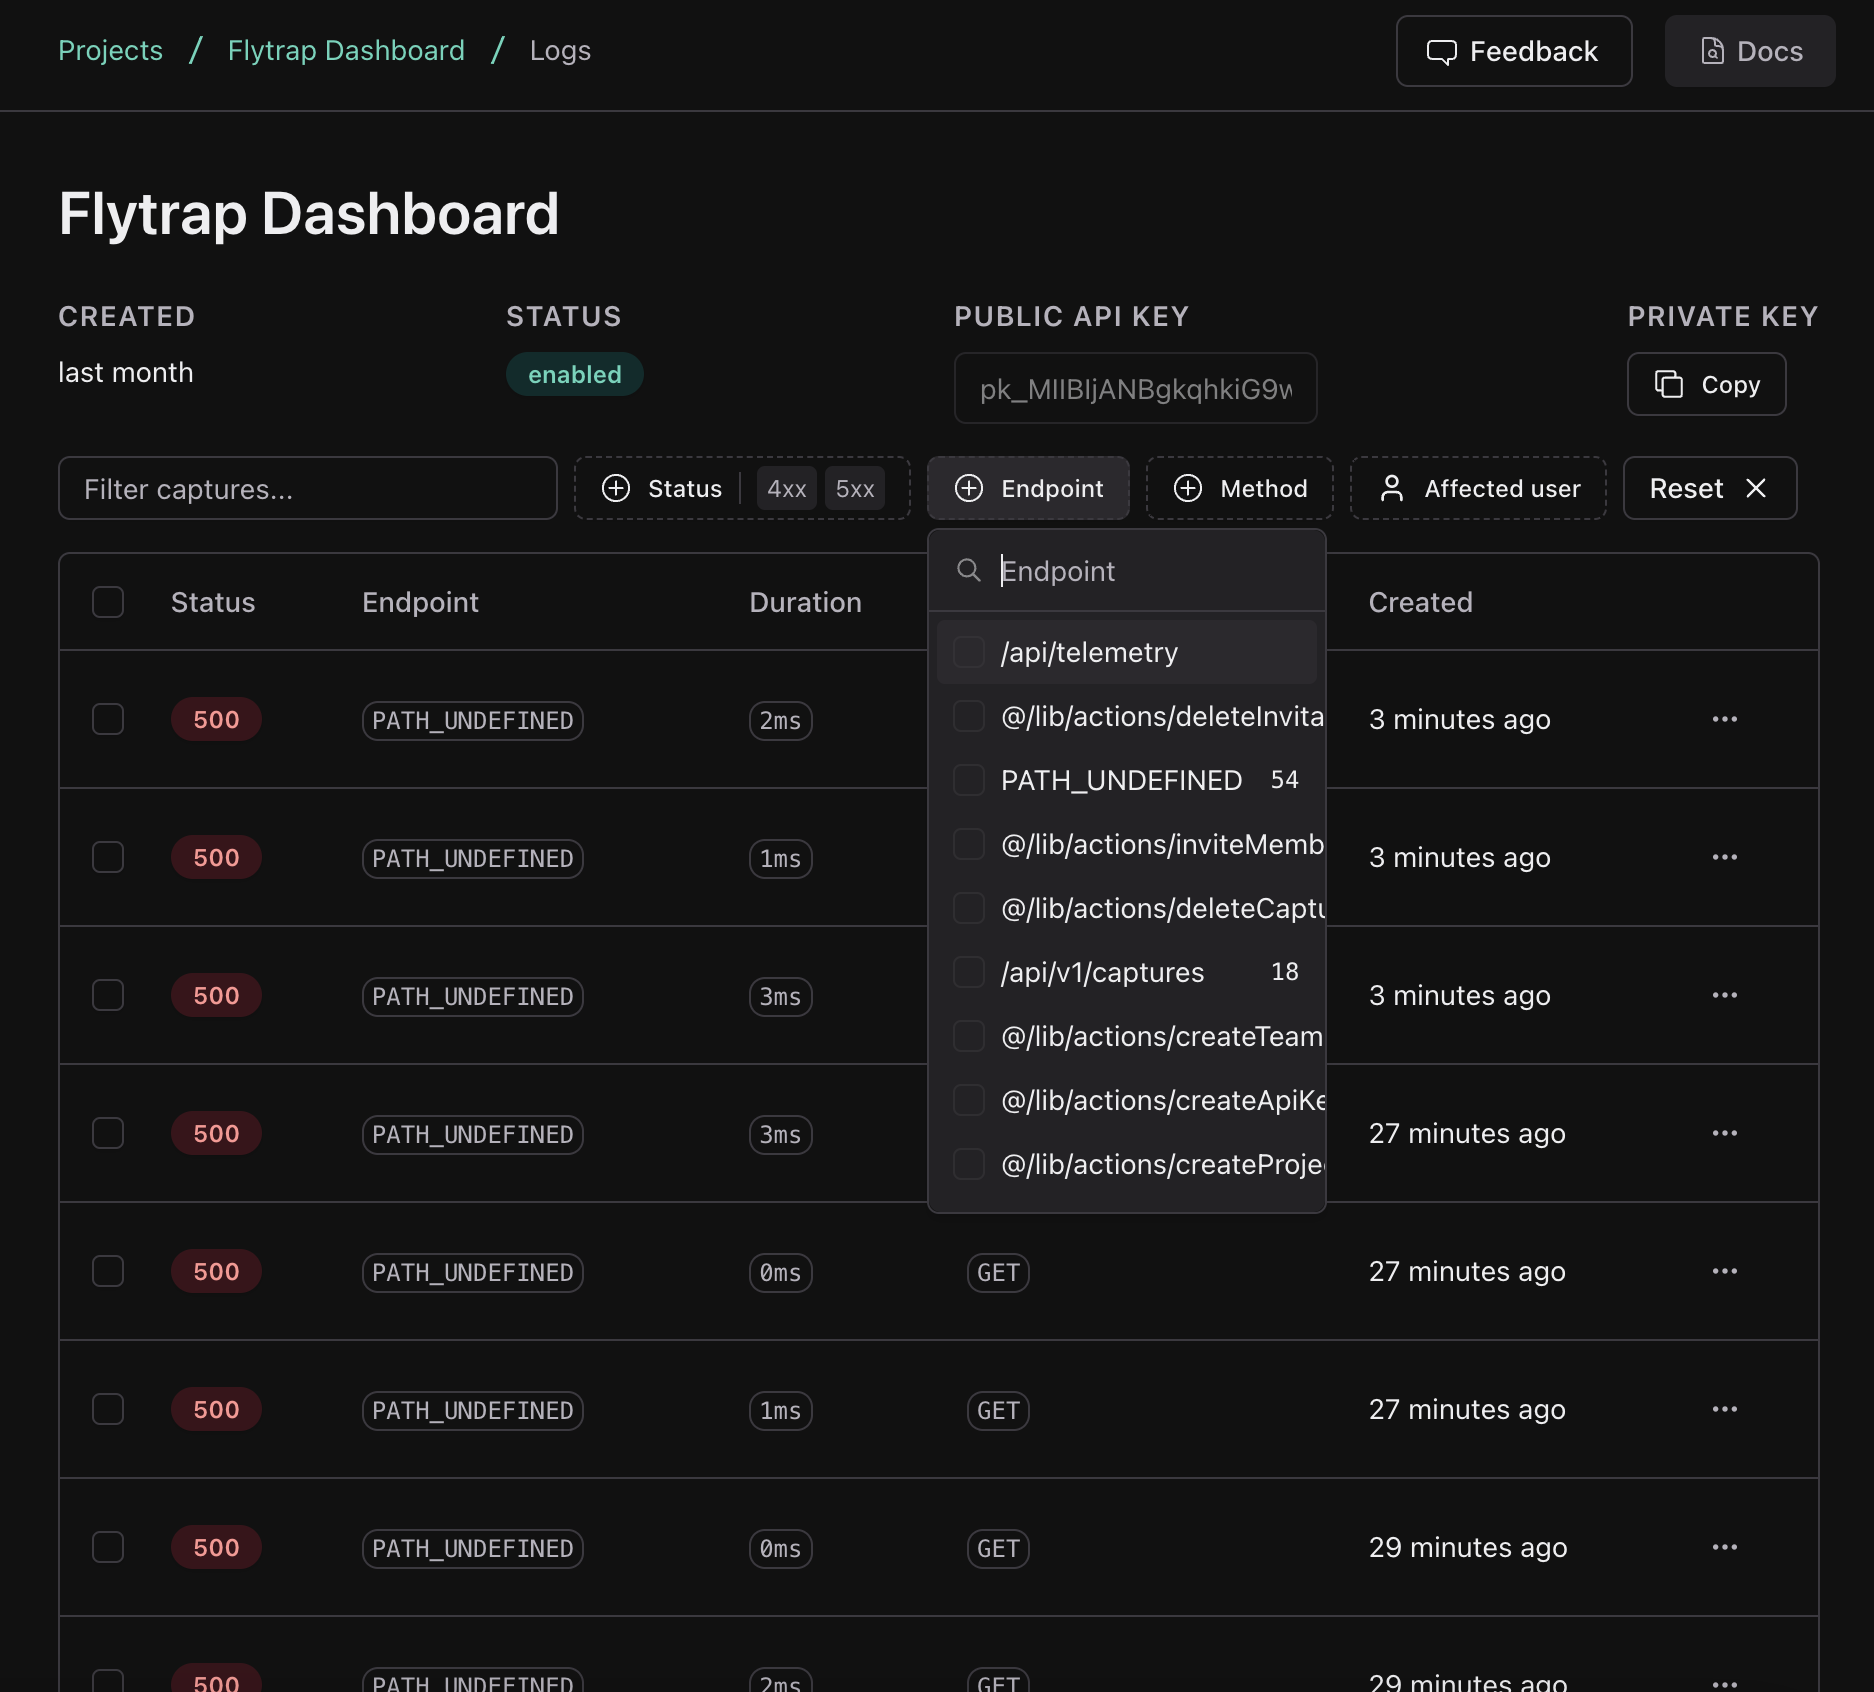 Projects / Flytrap Dashboard / Logs
Feedback
Docs
Flytrap Dashboard
CREATED
STATUS
PUBLIC API KEY
PRIVATE KEY
last month
enabled
pk_MIIBIjANBgkqhkiG9w
Copy
Filter captures...
Status 4xx 5xx
Endpoint
Method
Affected user
Reset
Status Endpoint Duration Created
Endpoint
/api/telemetry
@/lib/actions/deleteInvita
PATH_UNDEFINED 54
@/lib/actions/inviteMemb
@/lib/actions/deleteCaptu
/api/v1/captures 18
@/lib/actions/createTeam
@/lib/actions/createApiKe
@/lib/actions/createProje
500 PATH_UNDEFINED 2ms 3 minutes ago
500 PATH_UNDEFINED 1ms 3 minutes ago
500 PATH_UNDEFINED 3ms 3 minutes ago
500 PATH_UNDEFINED 3ms 27 minutes ago
500 PATH_UNDEFINED 0ms GET 27 minutes ago
500 PATH_UNDEFINED 1ms GET 27 minutes ago
500 PATH_UNDEFINED 0ms GET 29 minutes ago
500 PATH_UNDEFINED 2ms GET 29 minutes ago